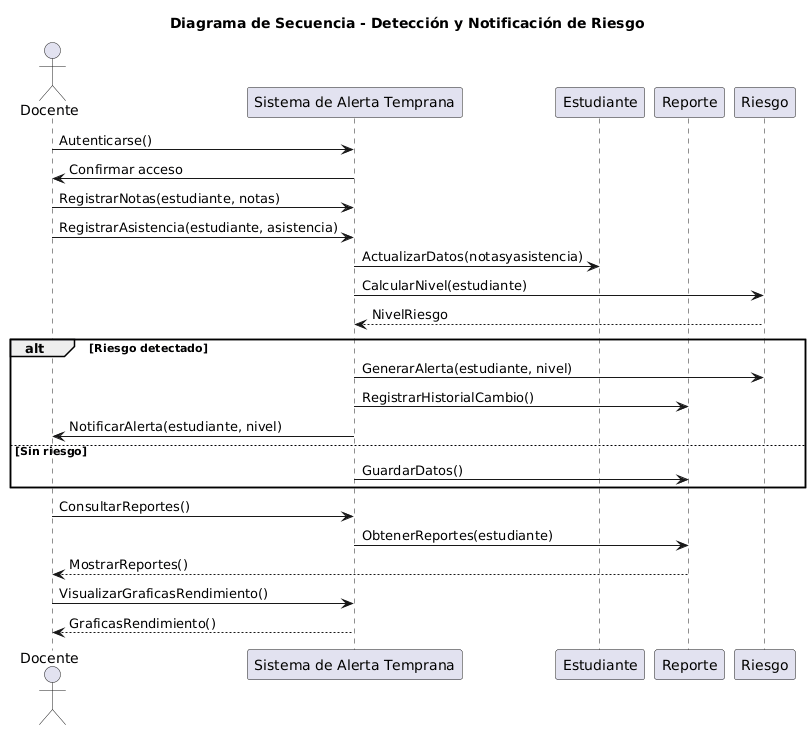 Diagrama de Secuencia - Detección y Notificación de Riesgo
Docente
Sistema de Alerta Temprana
Estudiante
Reporte
Riesgo
Autenticarse()
Confirmar acceso
RegistrarNotas(estudiante, notas)
RegistrarAsistencia(estudiante, asistencia)
ActualizarDatos(notasyasistencia)
CalcularNivel(estudiante)
NivelRiesgo
alt
[Riesgo detectado]
GenerarAlerta(estudiante, nivel)
RegistrarHistorialCambio()
NotificarAlerta(estudiante, nivel)
[Sin riesgo]
GuardarDatos()
ConsultarReportes()
ObtenerReportes(estudiante)
MostrarReportes()
VisualizarGraficasRendimiento()
GraficasRendimiento()
Docente
Sistema de Alerta Temprana
Estudiante
Reporte
Riesgo